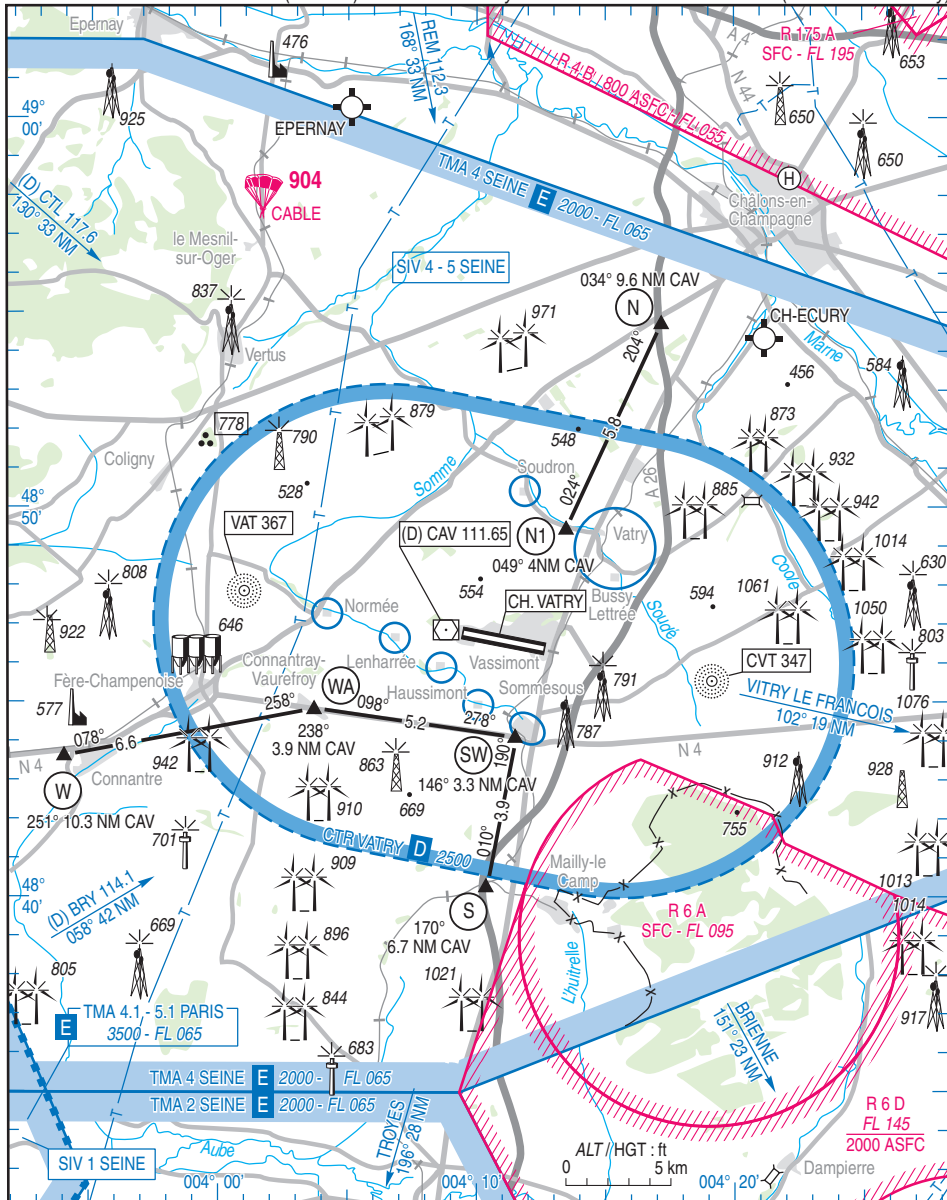 Epernay
476
REM 112.3
168° 33 NM
A 4
N 44
R 175 A
SFC - FL 195
653
R 4 B\ 800 ASFC - FL 055
650
650
925
49°
00'
EPERNAY
H
Châlons-en-
Champagne
TMA 4 SEINE E 2000 - FL 065
904
CABLE
(D) CTL 117.6
130° 33 NM
le Mesnil-
sur-Oger
SIV 4 - 5 SEINE
034° 9.6 NM CAV
N
837
971
CH-ECURY
Marne
204°
Vertus
456
584
879
5.8
873
778
790
548
Coligny
Somme
Soudron
A 26
932
528
024°
885
942
48°
50'
VAT 367
(D) CAV 111.65
N1
Vatry
049° 4NM CAV
1014
554
Bussy-
Lettrée
Coole
630
808
CH. VATRY
594
1061
Normée
Soudé
1050
922
646
803
Lenharrée
Vassimont
CVT 347
Connantray-
Vaurefroy
Fère-Champenoise
WA
Haussimont
Sommesous
791
1076
577
258°
098°
VITRY LE FRANCOIS
102° 19 NM
078°
6.6
5.2
278°
787
N 4
942
238°
3.9 NM CAV
SW
190°
N 4
W
Connantre
863
146° 3.3 NM CAV
912
928
251° 10.3 NM CAV
910
669
3.9
755
701
CTR VATRY D 2500
010°
Mailly-le
Camp
909
1013
48°
40'
(D) BRY 114.1
058° 42 NM
S
R 6 A
SFC - FL 095
1014
170°
6.7 NM CAV
669
896
L'huitrelle
805
1021
844
TMA 4.1 - 5.1 PARIS
3500 - FL 065
E
BRIENNE
151° 23 NM
917
683
TMA 4 SEINE E 2000 - FL 065
TMA 2 SEINE E 2000 - FL 065
R 6 D
FL 145
2000 ASFC
TROYES
196° 28 NM
Aube
ALT / HGT : ft
0 5 km
SIV 1 SEINE
Dampierre
004° 00'
004° 10'
004° 20'
T
T
T
T
T
T
T
T
T